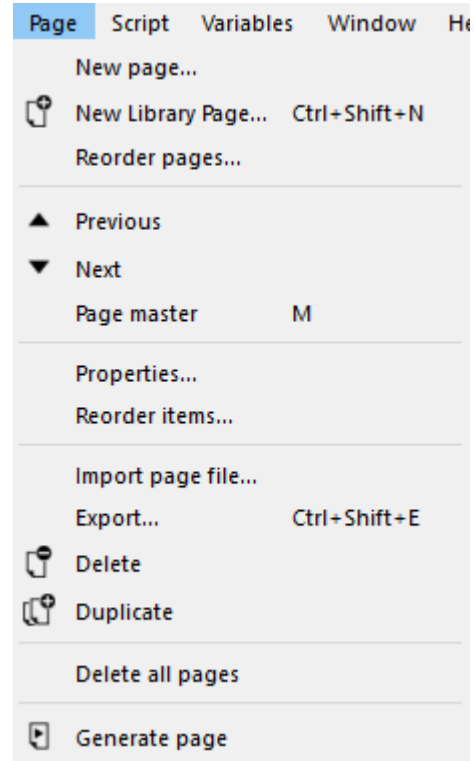 Page Script Variables Window He
New page...
New Library Page... Ctrl+Shift+N
Reorder pages...
Previous
Next
Page master M
Properties...
Reorder items...
Import page file...
Export... Ctrl+Shift+E
Delete
Duplicate
Delete all pages
Generate page